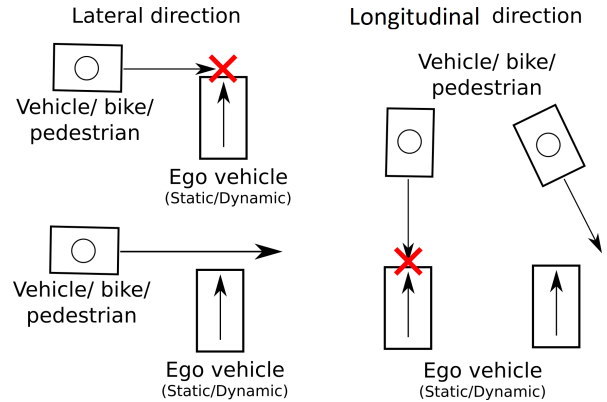 Lateral direction
Vehicle/ bike/
pedestrian
Ego vehicle
(Static/Dynamic)
Vehicle/ bike/
pedestrian
Ego vehicle
(Static/Dynamic)
Longitudinal direction
Vehicle/ bike/
pedestrian
Ego vehicle
(Static/Dynamic)